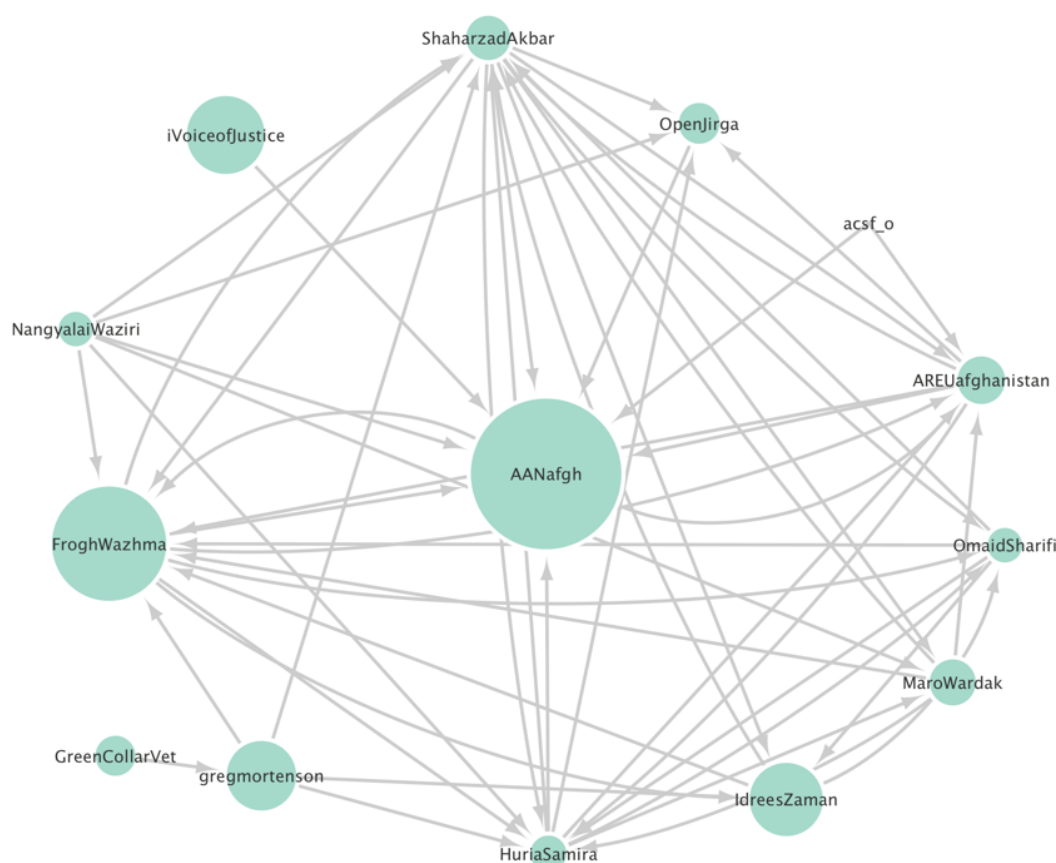 ShaharzadAkbar
OpenJirga
iVoiceofJustice
acsf_o
NangyalaiWaziri
AREUafghanistan
AANafgh
FroghWazhma
OmaidSharifi
MaroWardak
GreenCollarVet
gregmortenson
IdreesZaman
HuriaSamira